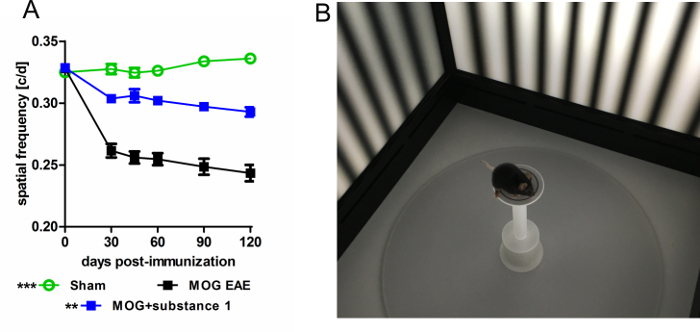 A
B
0.35
0.30
0.25
0.20
spatial frequency [c/d]
0 30 60 90 120
days post-immunization
*** Sham MOG EAE
** MOG+substance 1